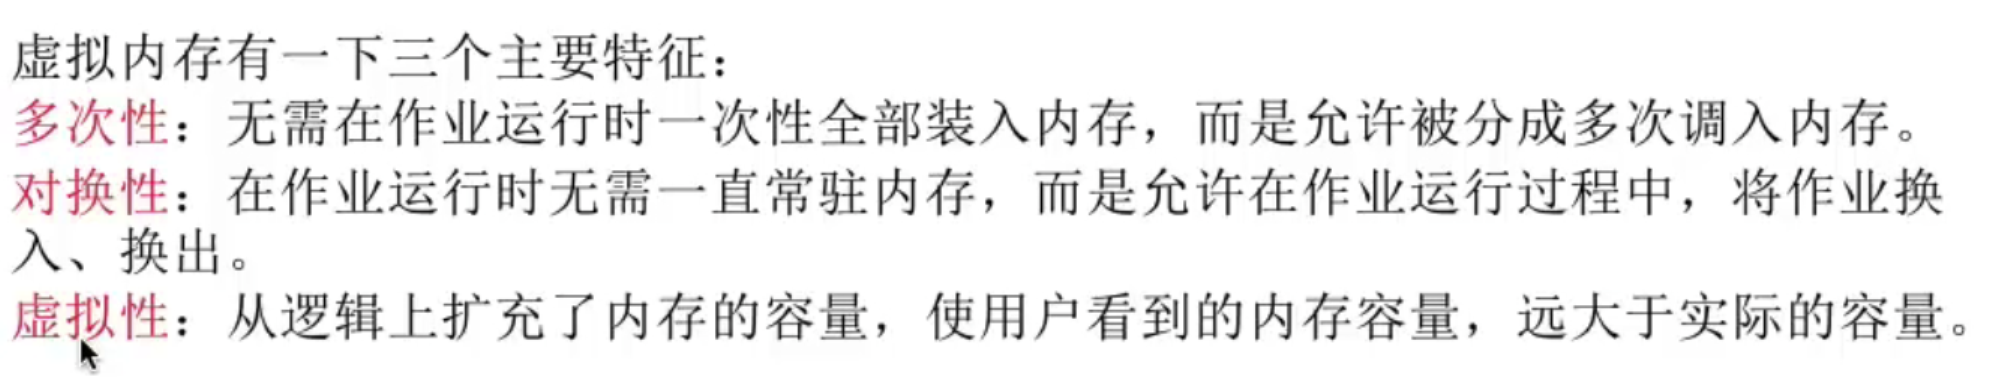 虚拟内存有一下三个主要特征：
多次性：无需在作业运行时一次性全部装入内存，而是允许被分成多次调入内存。
对换性：在作业运行时无需一直常驻内存，而是允许在作业运行过程中，将作业换
入、换出。
虚拟性：从逻辑上扩充了内存的容量，使用户看到的内存容量，远大于实际的容量。